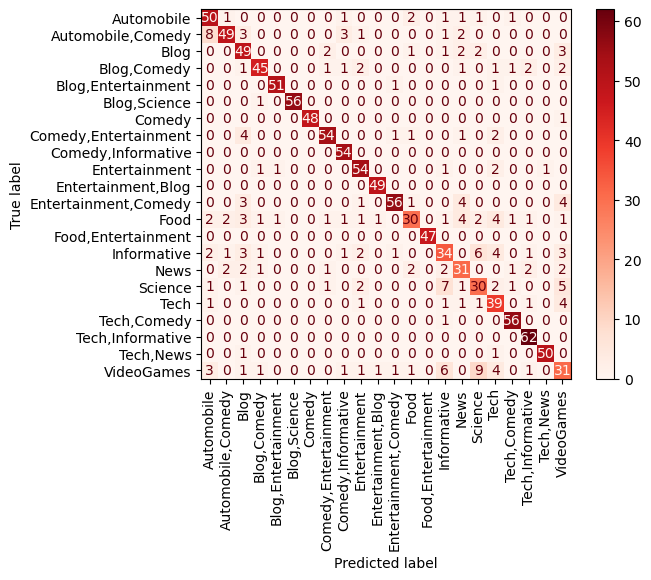 Automobile 50 1 0 0 0 0 0 0 1 0 0 0 2 0 1 1 1 0 1 0 0 0
Automobile,Comedy 8 49 3 0 0 0 0 0 3 1 0 0 0 0 1 2 0 0 0 0 0 0
Blog 0 0 49 0 0 0 0 2 0 0 0 0 1 0 1 2 2 0 0 0 0 3
Blog,Comedy 0 0 1 45 0 0 0 1 1 2 0 0 0 0 0 1 0 1 1 2 0 2
Blog,Entertainment 0 0 0 0 51 0 0 0 0 0 0 1 0 0 0 0 0 1 0 0 0 0
Blog,Science 0 0 0 1 0 56 0 0 0 0 0 0 0 0 0 0 0 0 0 0 0 0
Comedy 0 0 0 0 0 0 48 0 0 0 0 0 0 0 0 0 0 0 0 0 0 1
Comedy,Entertainment 0 0 4 0 0 0 0 54 0 0 0 1 1 0 0 1 0 2 0 0 0 0
Comedy,Informative 0 0 0 0 0 0 0 0 54 0 0 0 0 0 0 0 0 0 0 0 0 0
Entertainment 0 0 0 1 1 0 0 0 0 54 0 0 0 0 1 0 0 2 0 0 1 0
Entertainment,Blog 0 0 0 0 0 0 0 0 0 0 49 0 0 0 0 0 0 0 0 0 0 0
Entertainment,Comedy 0 0 3 0 0 0 0 0 0 1 0 56 1 0 0 4 0 0 0 0 0 4
Food 2 2 3 1 1 0 0 1 1 1 1 0 30 0 1 4 2 4 1 1 0 1
Food,Entertainment 0 0 0 0 0 0 0 0 0 0 0 0 0 47 0 0 0 0 0 0 0 0
Informative 2 1 3 1 0 0 0 0 1 2 0 1 0 0 34 0 6 4 0 1 0 3
News 0 2 2 1 0 0 0 1 0 0 0 0 2 0 2 31 0 0 1 2 0 2
Science 1 0 1 0 0 0 0 1 0 2 0 0 0 0 7 1 30 2 1 0 0 5
Tech 1 0 0 0 0 0 0 0 0 0 0 0 0 0 0 1 1 39 0 1 0 4
Tech,Comedy 0 0 0 0 0 0 0 0 0 0 0 0 0 0 1 0 0 0 56 0 0 0
Tech,Informative 0 0 0 0 0 0 0 0 0 0 0 0 0 0 0 0 0 0 0 62 0 0
Tech,News 0 0 1 0 0 0 0 0 0 0 0 0 0 0 0 0 0 1 0 0 50 0
VideoGames 3 0 1 1 0 0 0 0 1 1 1 1 1 0 6 0 9 4 0 1 0 31
True label
Automobile
Automobile,Comedy
Blog
Blog,Comedy
Blog,Entertainment
Blog,Science
Comedy
Comedy,Entertainment
Comedy,Informative
Entertainment
Entertainment,Blog
Entertainment,Comedy
Food
Food,Entertainment
Informative
News
Science
Tech
Tech,Comedy
Tech,Informative
Tech,News
VideoGames
Predicted label
60
50
40
30
20
10
0